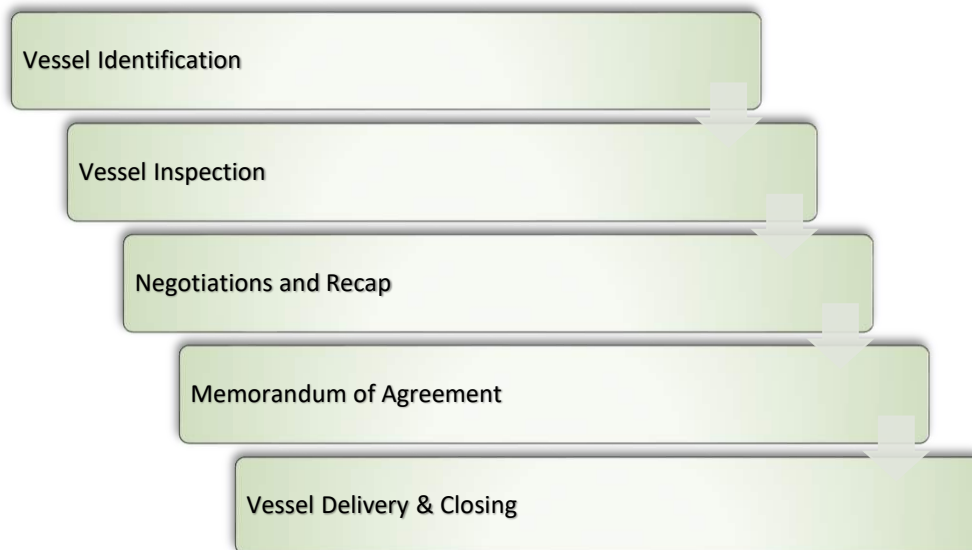 Vessel Identification
Vessel Inspection
Negotiations and Recap
Memorandum of Agreement
Vessel Delivery & Closing